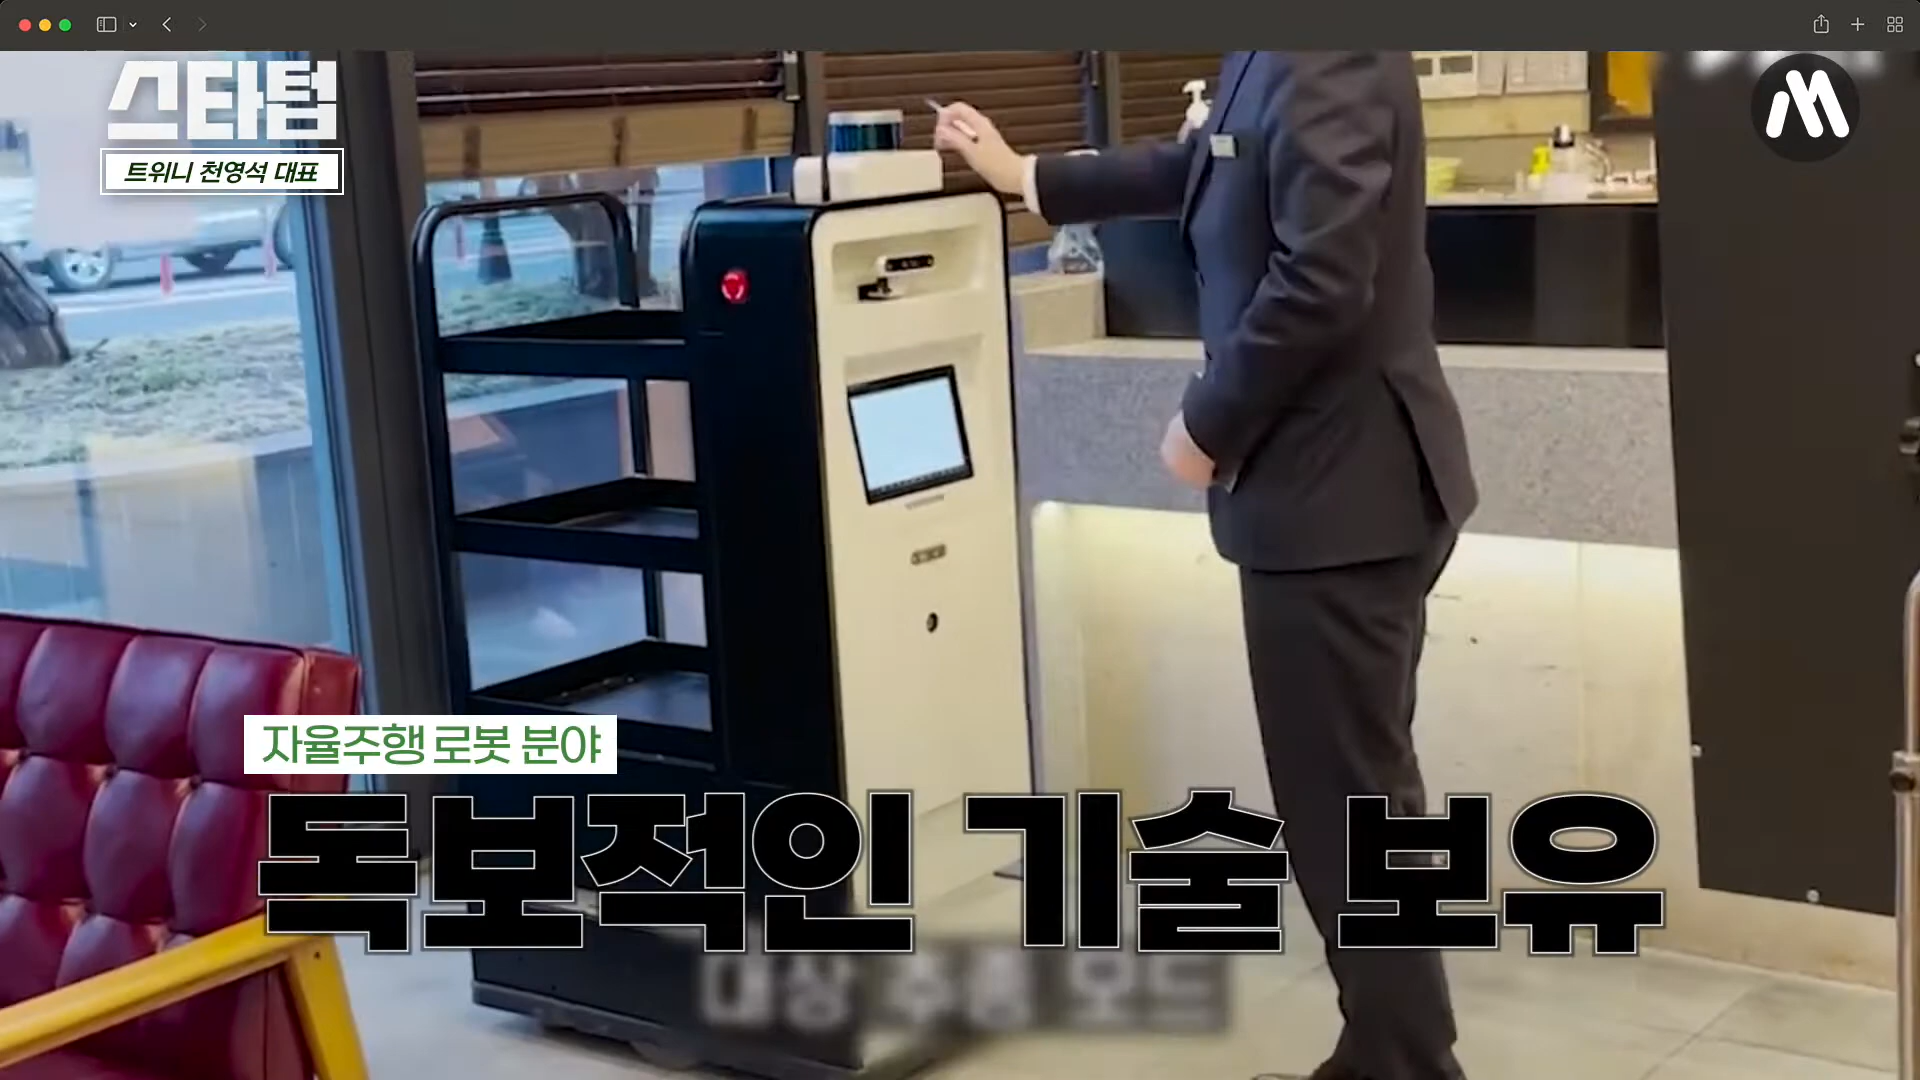 스타텁
트위니 천영석 대표
자율주행 로봇 분야
독보적인 기술 보유